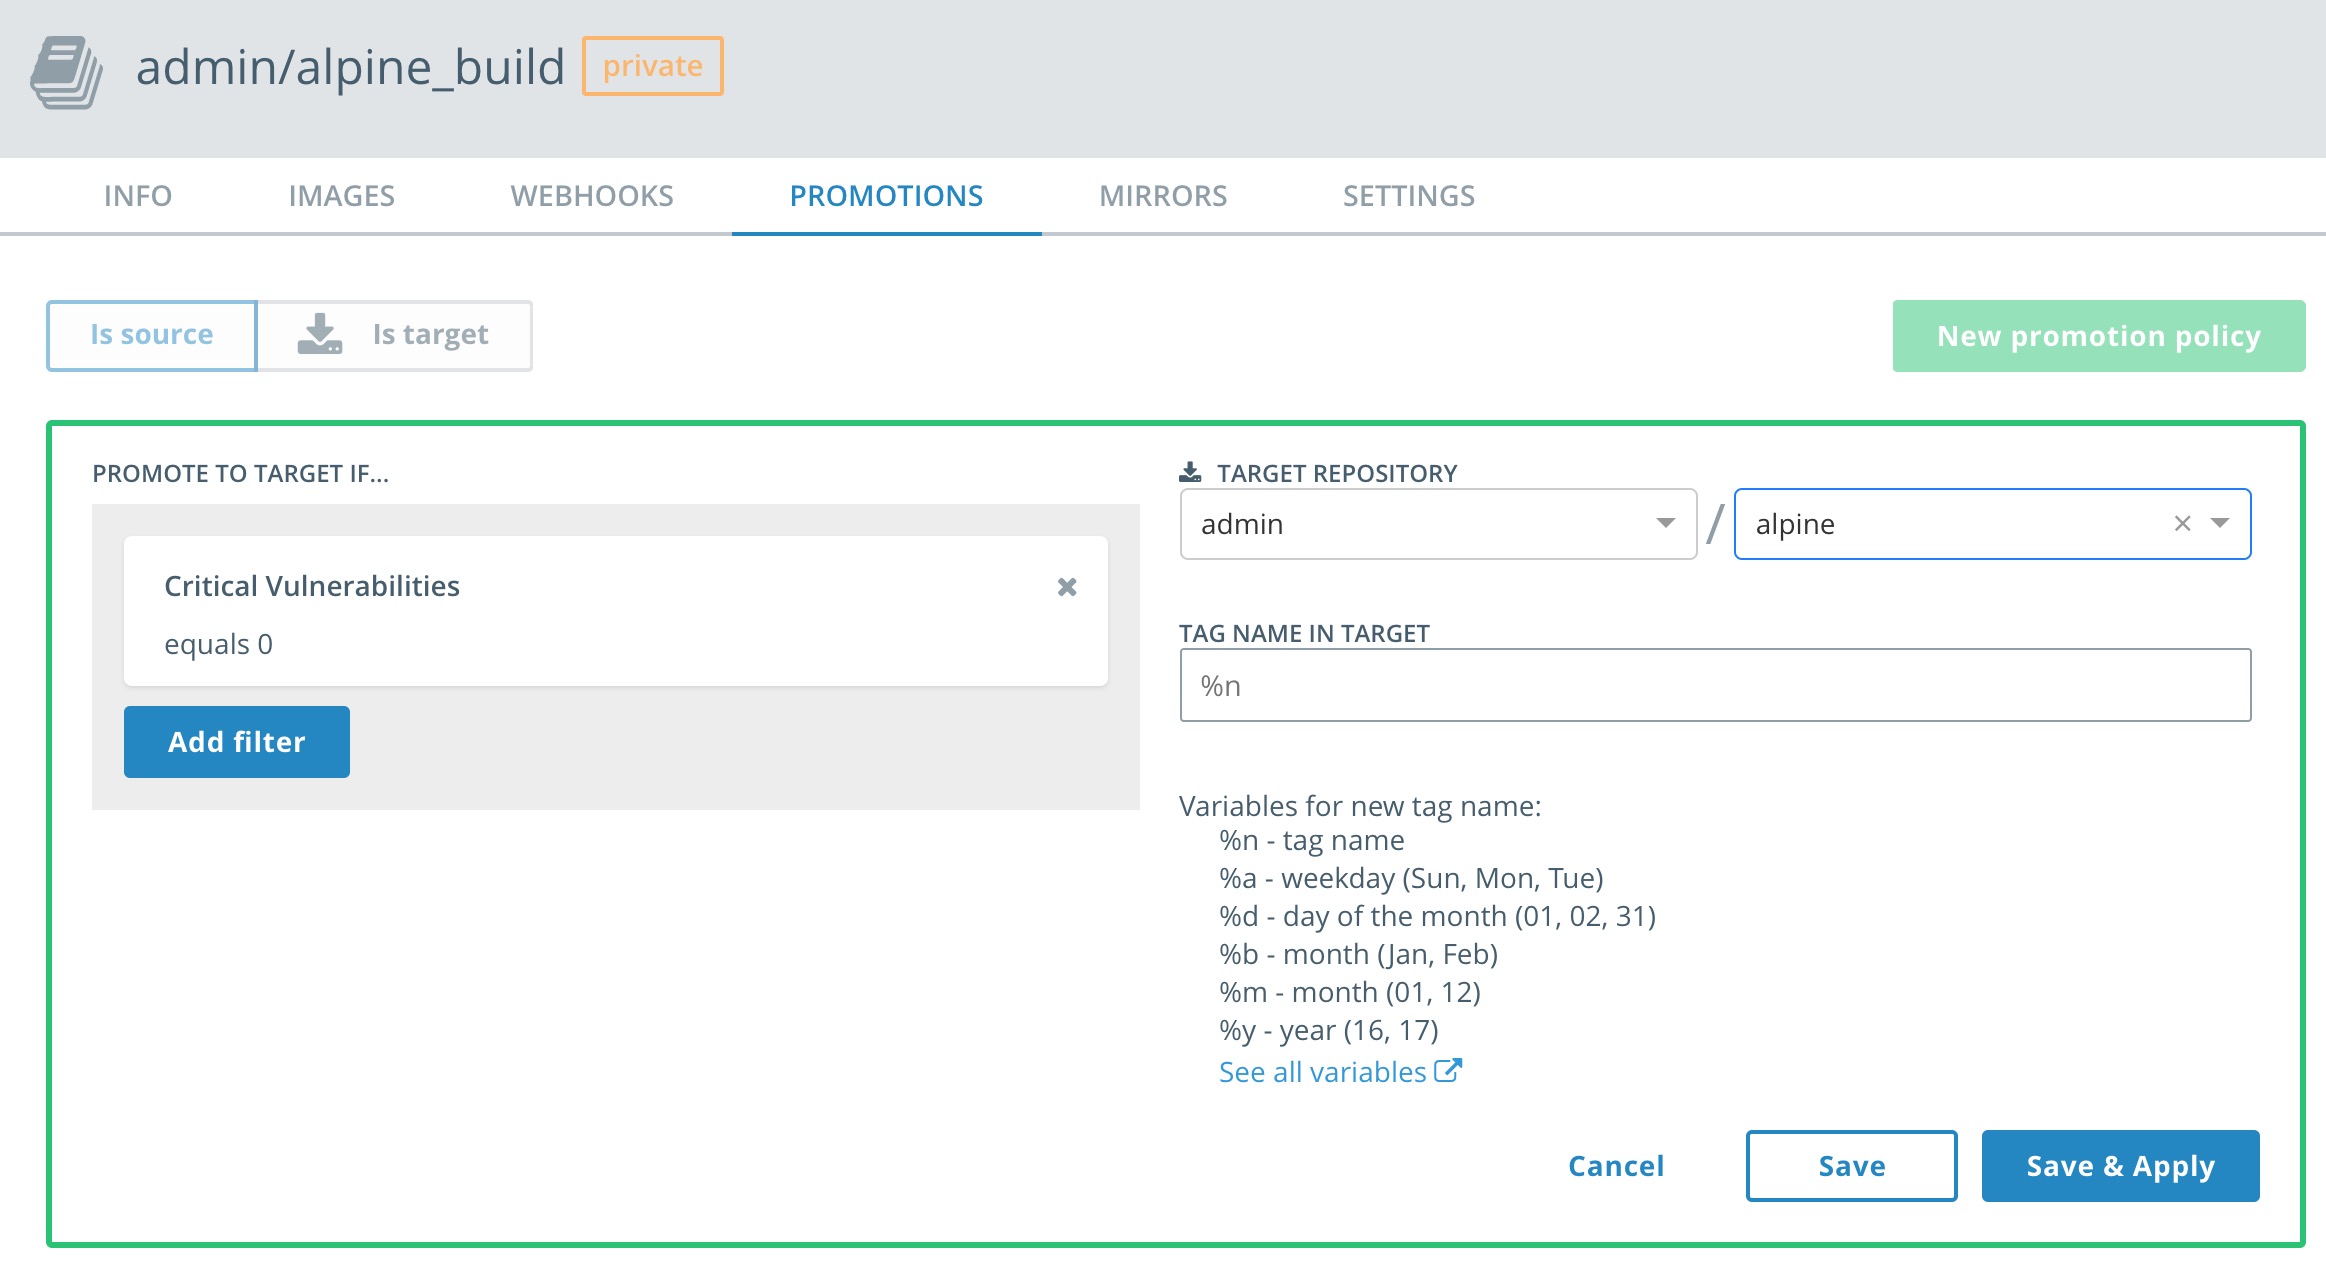 admin/alpine_build private
INFO IMAGES WEBHOOKS PROMOTIONS MIRRORS SETTINGS
Is source Is target New promotion policy
PROMOTE TO TARGET IF...
Critical Vulnerabilities
equals 0
Add filter
TARGET REPOSITORY
admin / alpine
TAG NAME IN TARGET
%n
Variables for new tag name:
%n - tag name
%a - weekday (Sun, Mon, Tue)
%d - day of the month (01, 02, 31)
%b - month (Jan, Feb)
%m - month (01, 12)
%y - year (16, 17)
See all variables
Cancel Save Save & Apply